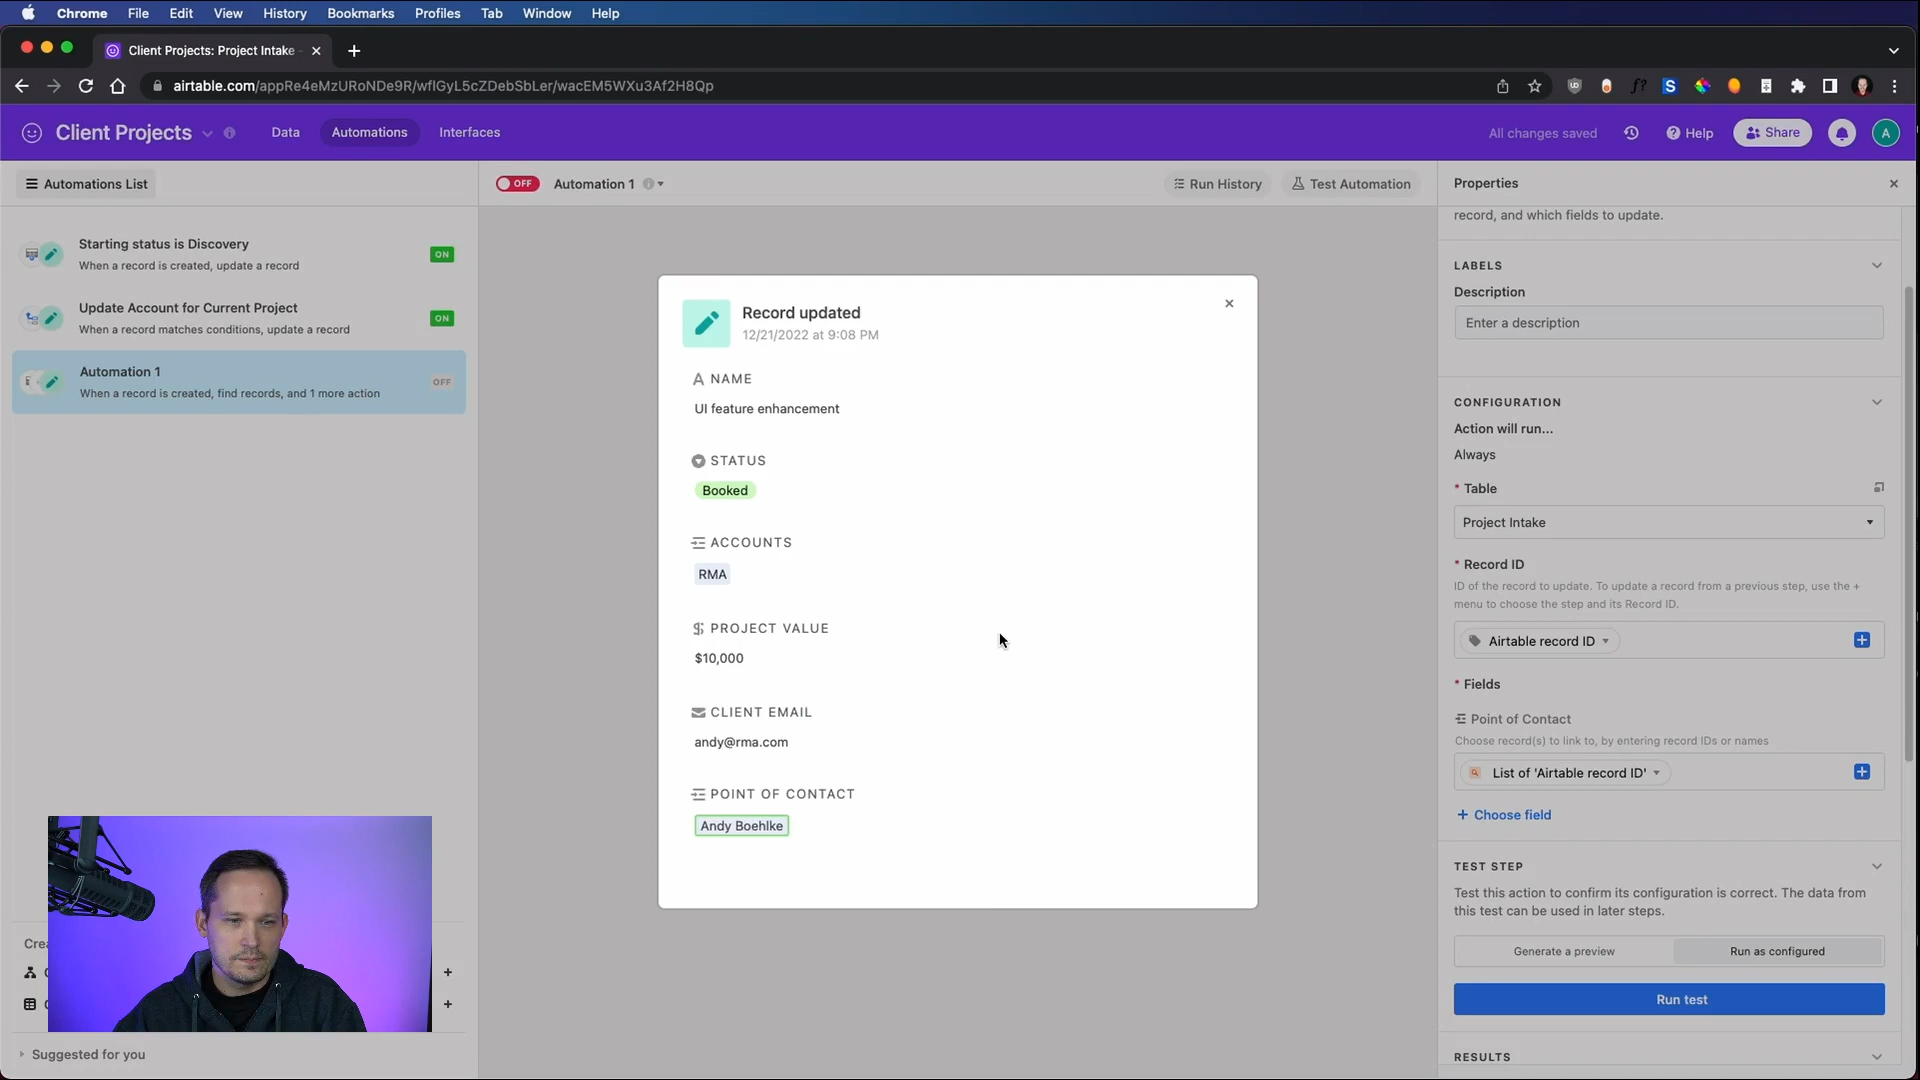 Chrome File Edit View History Bookmarks Profiles Tab Window Help
Client Projects: Project Intake -
airtable.com/appRe4eMzURoNDe9R/wflGyL5cZDebSbLer/wacEM5WXu3Af2H8Qp
Client Projects Data Automations Interfaces All changes saved Help Share A
Automations List
OFF Automation 1 Run History Test Automation
Starting status is Discovery
When a record is created, update a record
ON
Update Account for Current Project
When a record matches conditions, update a record
ON
Automation 1
When a record is created, find records, and 1 more action
OFF
Suggested for you
Record updated
12/21/2022 at 9:08 PM
NAME
UI feature enhancement
STATUS
Booked
ACCOUNTS
RMA
PROJECT VALUE
$10,000
CLIENT EMAIL
andy@rma.com
POINT OF CONTACT
Andy Boehlke
Properties
record, and which fields to update.
LABELS
Description
Enter a description
CONFIGURATION
Action will run...
Always
* Table
Project Intake
* Record ID
ID of the record to update. To update a record from a previous step, use the +
menu to choose the step and its Record ID.
Airtable record ID
* Fields
Point of Contact
Choose record(s) to link to, by entering record IDs or names
List of 'Airtable record ID'
+ Choose field
TEST STEP
Test this action to confirm its configuration is correct. The data from
this test can be used in later steps.
Generate a preview Run as configured
Run test
RESULTS